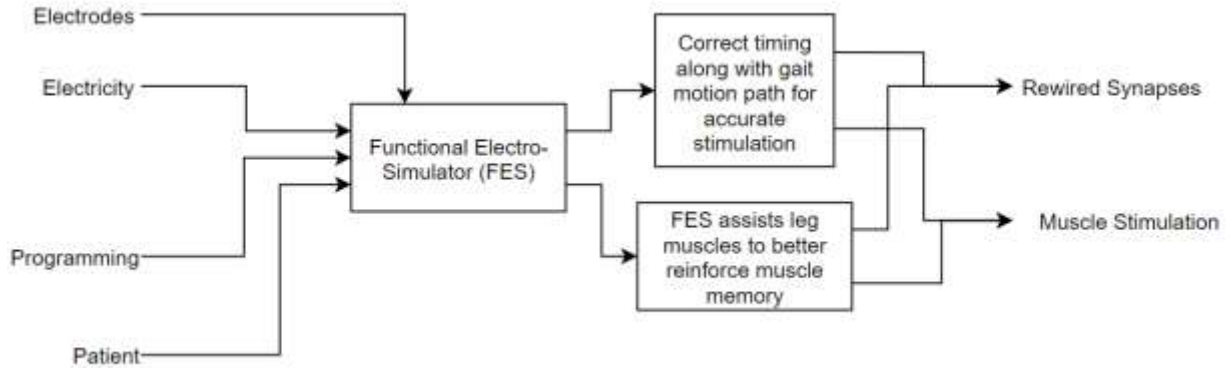 Electrodes
Electricity
Programming
Patient
Functional Electro-
Simulator (FES)
Correct timing
along with gait
motion path for
accurate
stimulation
FES assists leg
muscles to better
reinforce muscle
memory
Rewired Synapses
Muscle Stimulation